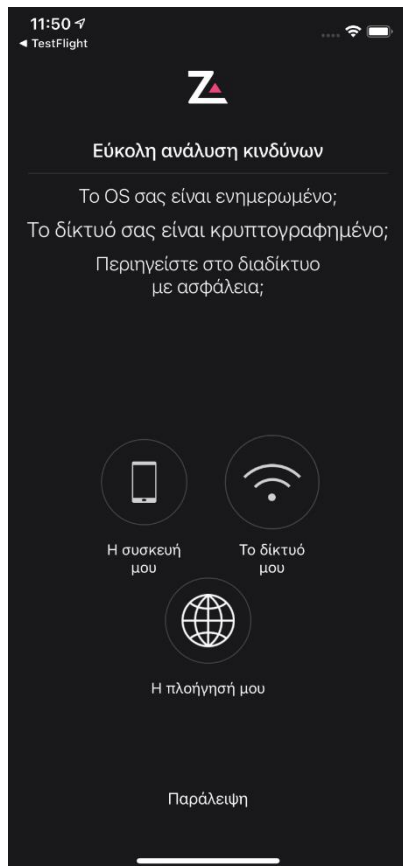 11:50
◀ TestFlight
Z
Εύκολη ανάλυση κινδύνων
Το OS σας είναι ενημερωμένο;
Το δίκτυό σας είναι κρυπτογραφημένο;
Περιηγείστε στο διαδίκτυο
με ασφάλεια;
Η συσκευή
μου
Το δίκτυό
μου
Η πλοήγησή μου
Παράλειψη